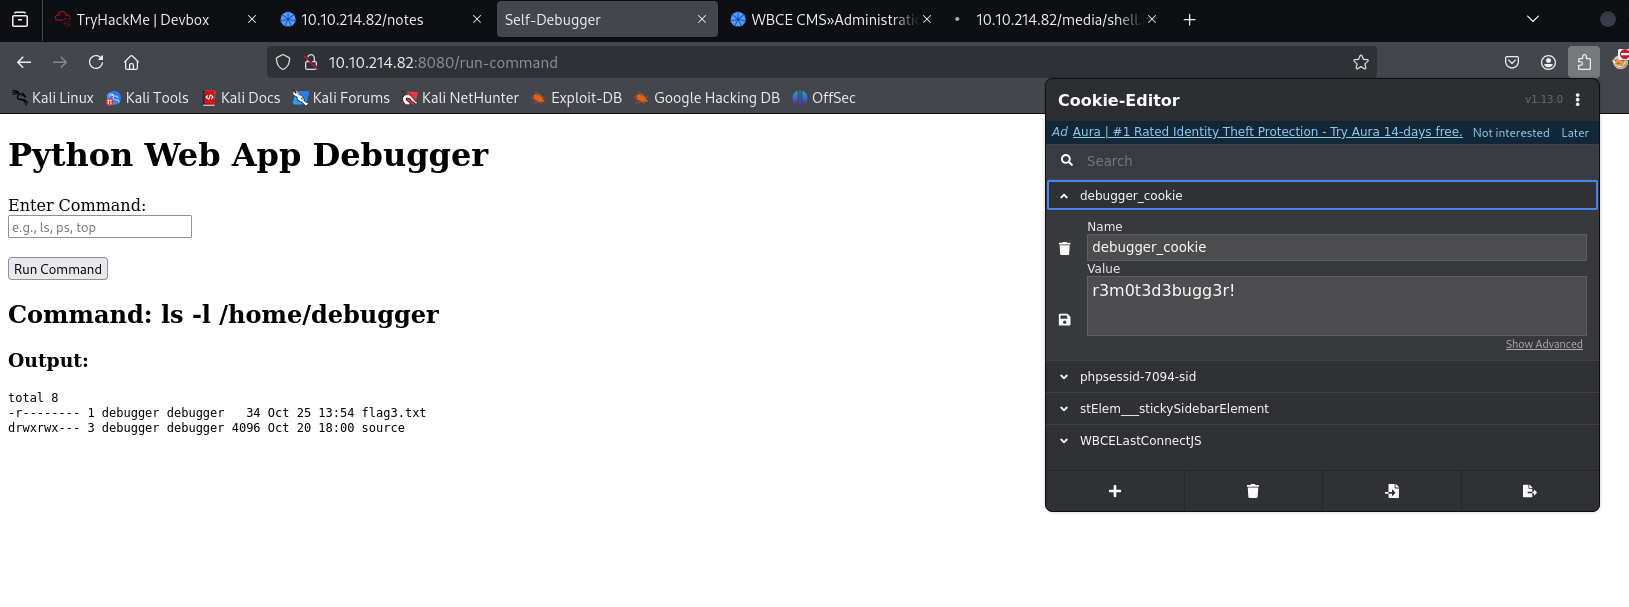 TryHackMe | Devbox
10.10.214.82/notes
Self-Debugger
WBCE CMS»Administratio
10.10.214.82/media/shell.
10.10.214.82:8080/run-command
Kali Linux
Kali Tools
Kali Docs
Kali Forums
Kali NetHunter
Exploit-DB
Google Hacking DB
OffSec
Python Web App Debugger
Enter Command:
e.g., ls, ps, top
Run Command
Command: ls -l /home/debugger
Output:
total 8
-r-------- 1 debugger debugger   34 Oct 25 13:54 flag3.txt
drwxrwx--- 3 debugger debugger 4096 Oct 20 18:00 source
Cookie-Editor
v1.13.0
Ad Aura | #1 Rated Identity Theft Protection - Try Aura 14-days free. Not interested Later
Search
debugger_cookie
Name
debugger_cookie
Value
r3m0t3d3bugg3r!
Show Advanced
phpsessid-7094-sid
stElem___stickySidebarElement
WBCELastConnectJS